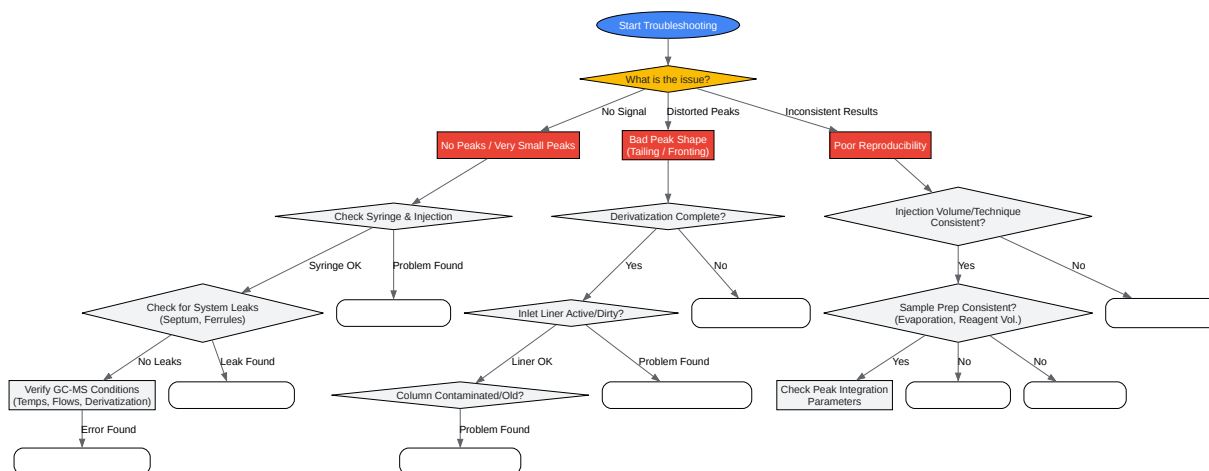 Start Troubleshooting
What is the issue?
No Signal
Distorted Peaks
Inconsistent Results
No Peaks / Very Small Peaks
Bad Peak Shape
(Tailing / Fronting)
Poor Reproducibility
Check Syringe & Injection
Derivatization Complete?
Injection Volume/Technique
Consistent?
Syringe OK
Problem Found
Yes
No
Yes
No
Check for System Leaks
(Septum, Ferrules)
Inlet Liner Active/Dirty?
Sample Prep Consistent?
(Evaporation, Reagent Vol.)
No Leaks
Leak Found
Liner OK
Problem Found
Yes
No
No
Verify GC-MS Conditions
(Temps, Flows, Derivatization)
Column Contaminated/Old?
Check Peak Integration
Parameters
Error Found
Problem Found